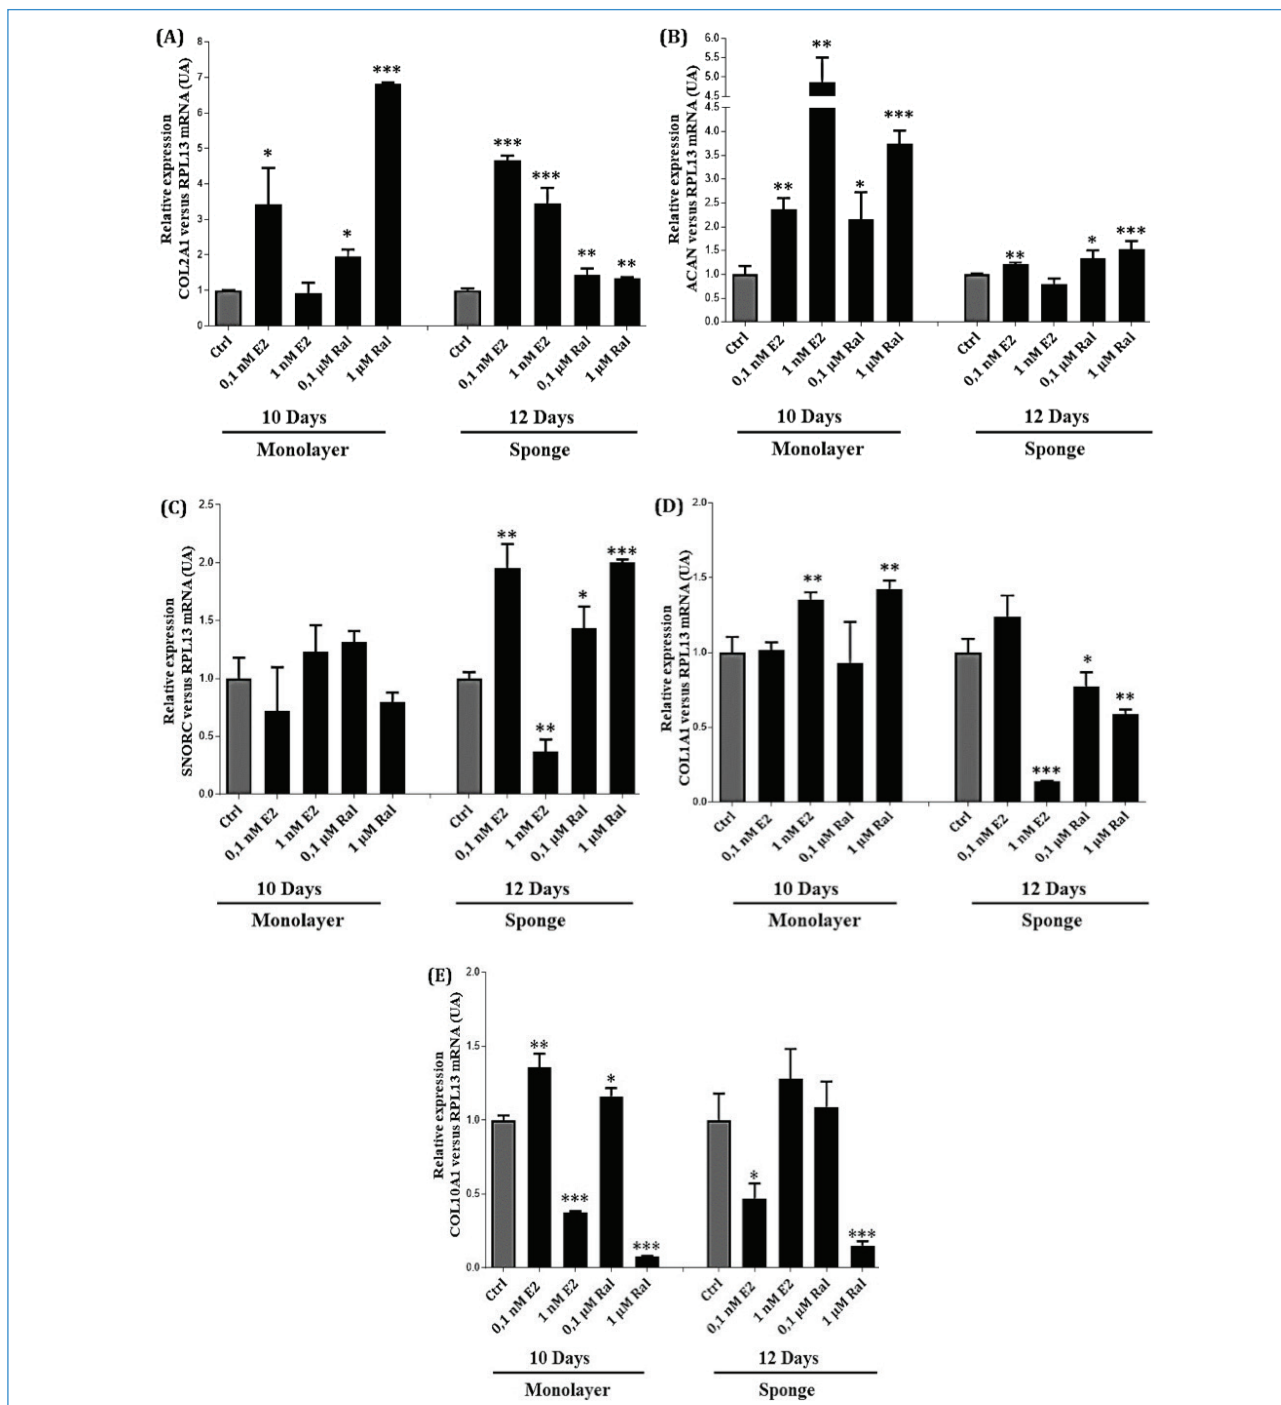 (A)
Relative expression
COL2A1 versus RPL13 mRNA (UA)
8
7
6
5
4
3
2
1
0
*
*
***
***
***
**
**
Ctrl
0,1 nM E2
1 nM E2
0,1 µM Ral
1 µM Ral
Ctrl
0,1 nM E2
1 nM E2
0,1 µM Ral
1 µM Ral
10 Days
12 Days
Monolayer
Sponge
(B)
Relative expression
ACAN versus RPL13 mRNA (UA)
6.0
5.5
5.0
4.5
4.5
4.0
3.5
3.0
2.5
2.0
1.5
1.0
0.5
0.0
**
**
*
***
**
*
***
Ctrl
0,1 nM E2
1 nM E2
0,1 µM Ral
1 µM Ral
Ctrl
0,1 nM E2
1 nM E2
0,1 µM Ral
1 µM Ral
10 Days
12 Days
Monolayer
Sponge
(C)
Relative expression
SNORC versus RPL13 mRNA (UA)
2.5
2.0
1.5
1.0
0.5
0.0
**
**
*
***
Ctrl
0,1 nM E2
1 nM E2
0,1 µM Ral
1 µM Ral
Ctrl
0,1 nM E2
1 nM E2
0,1 µM Ral
1 µM Ral
10 Days
12 Days
Monolayer
Sponge
(D)
Relative expression
COL1A1 versus RPL13 mRNA (UA)
2.0
1.5
1.0
0.5
0.0
**
**
***
*
**
Ctrl
0,1 nM E2
1 nM E2
0,1 µM Ral
1 µM Ral
Ctrl
0,1 nM E2
1 nM E2
0,1 µM Ral
1 µM Ral
10 Days
12 Days
Monolayer
Sponge
(E)
Relative expression
COL10A1 versus RPL13 mRNA (UA)
2.0
1.5
1.0
0.5
0.0
**
***
*
***
*
***
Ctrl
0,1 nM E2
1 nM E2
0,1 µM Ral
1 µM Ral
Ctrl
0,1 nM E2
1 nM E2
0,1 µM Ral
1 µM Ral
10 Days
12 Days
Monolayer
Sponge